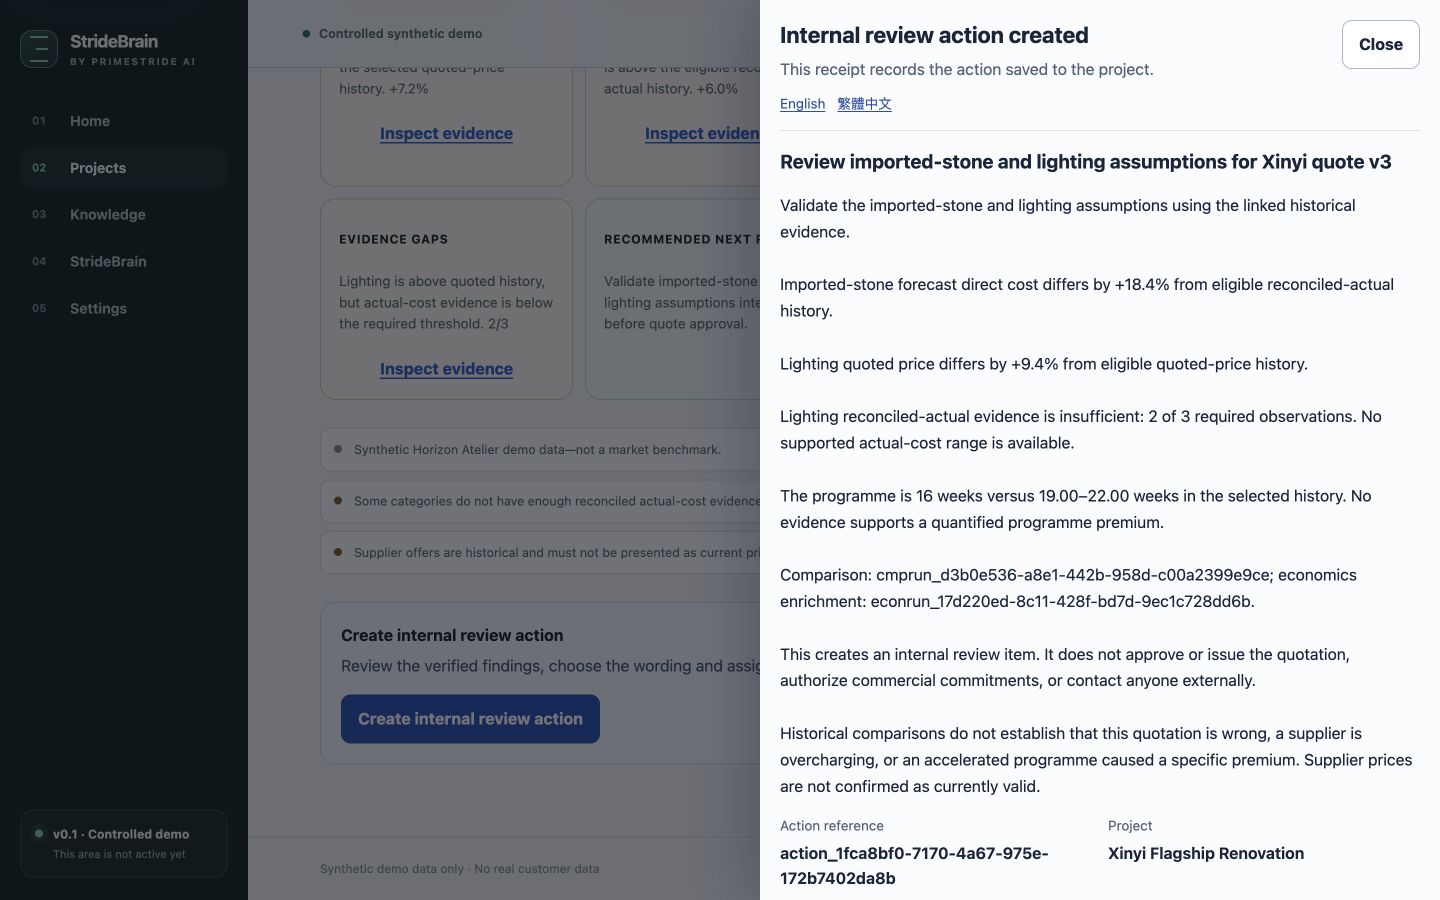 StrideBrain
BY PRIMESTRIDE AI
01 Home
02 Projects
03 Knowledge
04 StrideBrain
05 Settings
v0.1 · Controlled demo
This area is not active yet
Controlled synthetic demo
the selected quoted-price
history. +7.2%
Inspect evidence
is above the eligible
actual history. +6.0%
Inspect
EVIDENCE GAPS
Lighting is above quoted history,
but actual-cost evidence is below
the required threshold. 2/3
Inspect evidence
RECOMMENDED NEXT
Validate imported-stone
lighting assumptions
before quote approval.
Synthetic Horizon Atelier demo data—not a market benchmark.
Some categories do not have enough reconciled actual-cost evidence
Supplier offers are historical and must not be presented as current
Create internal review action
Review the verified findings, choose the wording and
Create internal review action
Synthetic demo data only · No real customer data
Internal review action created
Close
This receipt records the action saved to the project.
English 繁體中文
Review imported-stone and lighting assumptions for Xinyi quote v3
Validate the imported-stone and lighting assumptions using the linked historical
evidence.
Imported-stone forecast direct cost differs by +18.4% from eligible reconciled-actual
history.
Lighting quoted price differs by +9.4% from eligible quoted-price history.
Lighting reconciled-actual evidence is insufficient: 2 of 3 required observations. No
supported actual-cost range is available.
The programme is 16 weeks versus 19.00–22.00 weeks in the selected history. No
evidence supports a quantified programme premium.
Comparison: cmprun_d3b0e536-a8e1-442b-958d-c00a2399e9ce; economics
enrichment: econrun_17d220ed-8c11-428f-bd7d-9ec1c728dd6b.
This creates an internal review item. It does not approve or issue the quotation,
authorize commercial commitments, or contact anyone externally.
Historical comparisons do not establish that this quotation is wrong, a supplier is
overcharging, or an accelerated programme caused a specific premium. Supplier prices
are not confirmed as currently valid.
Action reference
action_1fca8bf0-7170-4a67-975e-
172b7402da8b
Project
Xinyi Flagship Renovation